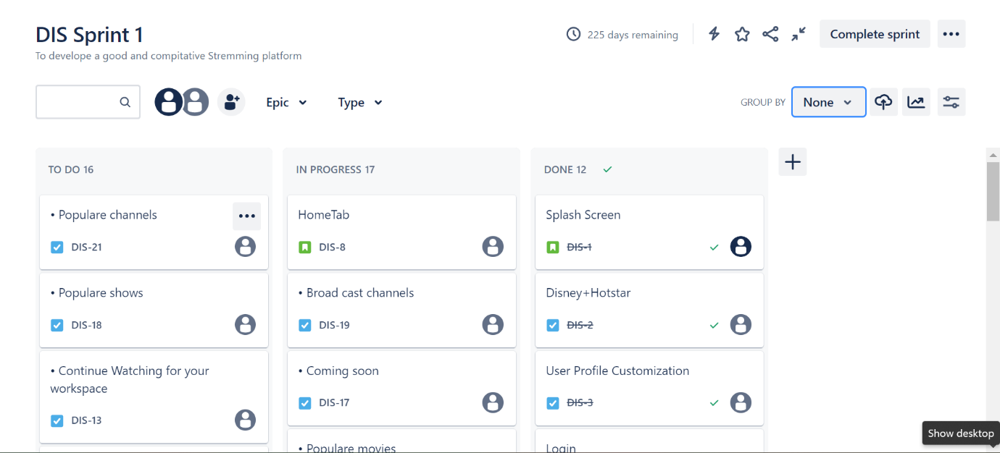 DIS Sprint 1
225 days remaining
Complete sprint
To develope a good and compitative Stremming platform
Epic
Type
GROUP BY
None
TO DO 16
• Populare channels
DIS-21
• Populare shows
DIS-18
• Continue Watching for your
workspace
DIS-13
IN PROGRESS 17
HomeTab
DIS-8
• Broad cast channels
DIS-19
• Coming soon
DIS-17
• Populare movies
DONE 12
Splash Screen
DIS-1
Disney+Hotstar
DIS-2
User Profile Customization
DIS-3
Login
Show desktop